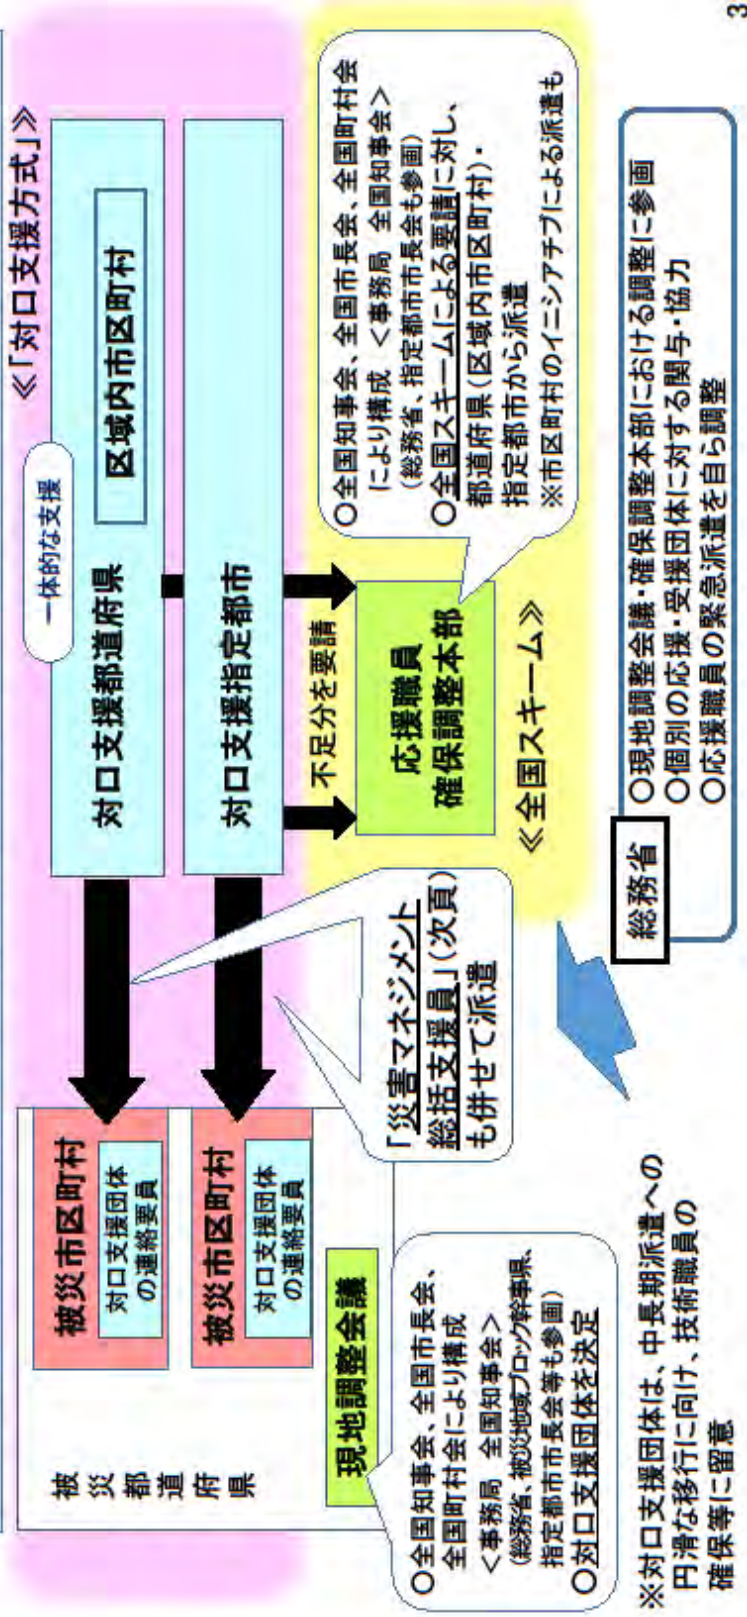 ≪「対口支援方式」≫
一体的な支援
対口支援都道府県
区域内市区町村
対口支援指定都市
被災都道府県
被災市区町村
対口支援団体
の連絡要員
被災市区町村
対口支援団体
の連絡要員
現地調整会議
○全国知事会、全国市長会、
全国町村会により構成
＜事務局　全国知事会＞
(総務省、被災地域ブロック幹事県、
指定都市市長会等も参画)
○対口支援団体を決定
「災害マネジメント
総括支援員」(次頁)
も併せて派遣
不足分を要請
応援職員
確保調整本部
≪全国スキーム≫
○全国知事会、全国市長会、全国町村会
により構成　＜事務局　全国知事会＞
(総務省、指定都市市長会も参画)
○全国スキームによる要請に対し、
都道府県(区域内市区町村)・
指定都市から派遣
※市区町村のイニシアチブによる派遣も
※対口支援団体は、中長期派遣への
円滑な移行に向け、技術職員の
確保等に留意
総務省
○現地調整会議・確保調整本部における調整に参画
○個別の応援・受援団体に対する関与・協力
○応援職員の緊急派遣を自ら調整
3